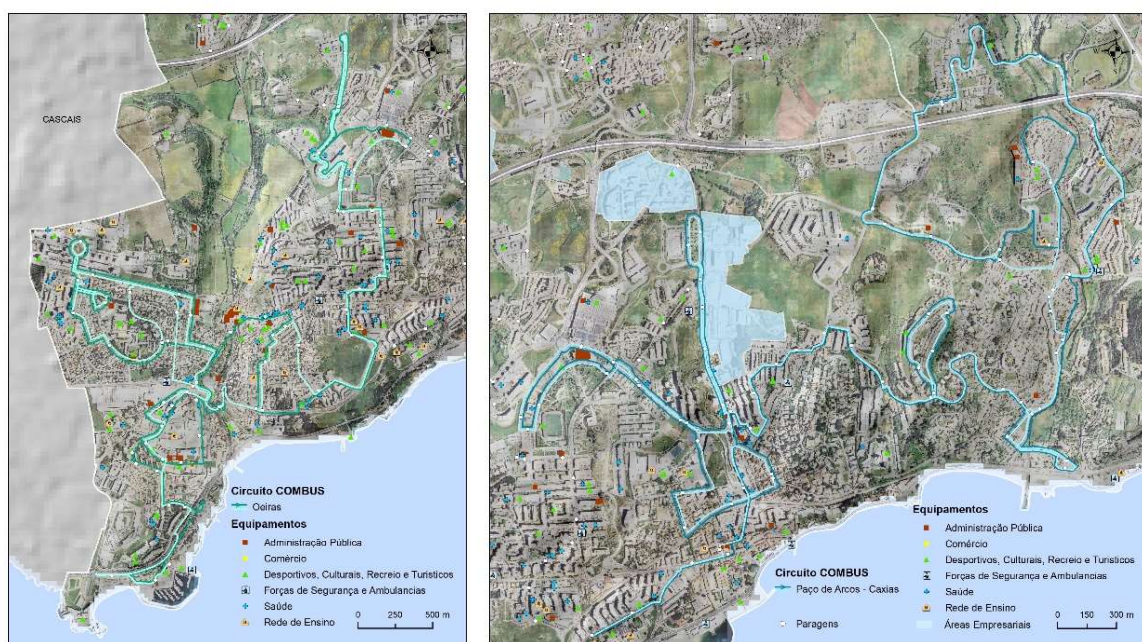 CASCAIS
Circuito COMBUS
Oeiras
Equipamentos
Administração Pública
Comércio
Desportivos, Culturais, Recreio e Turisticos
Forças de Segurança e Ambulancias
Saúde
Rede de Ensino
0 250 500 m
Circuito COMBUS
Paço de Arcos - Caxias
Paragens
Equipamentos
Administração Pública
Comércio
Desportivos, Culturais, Recreio e Turisticos
Forças de Segurança e Ambulancias
Saúde
Rede de Ensino
Áreas Empresariais
0 150 300 m